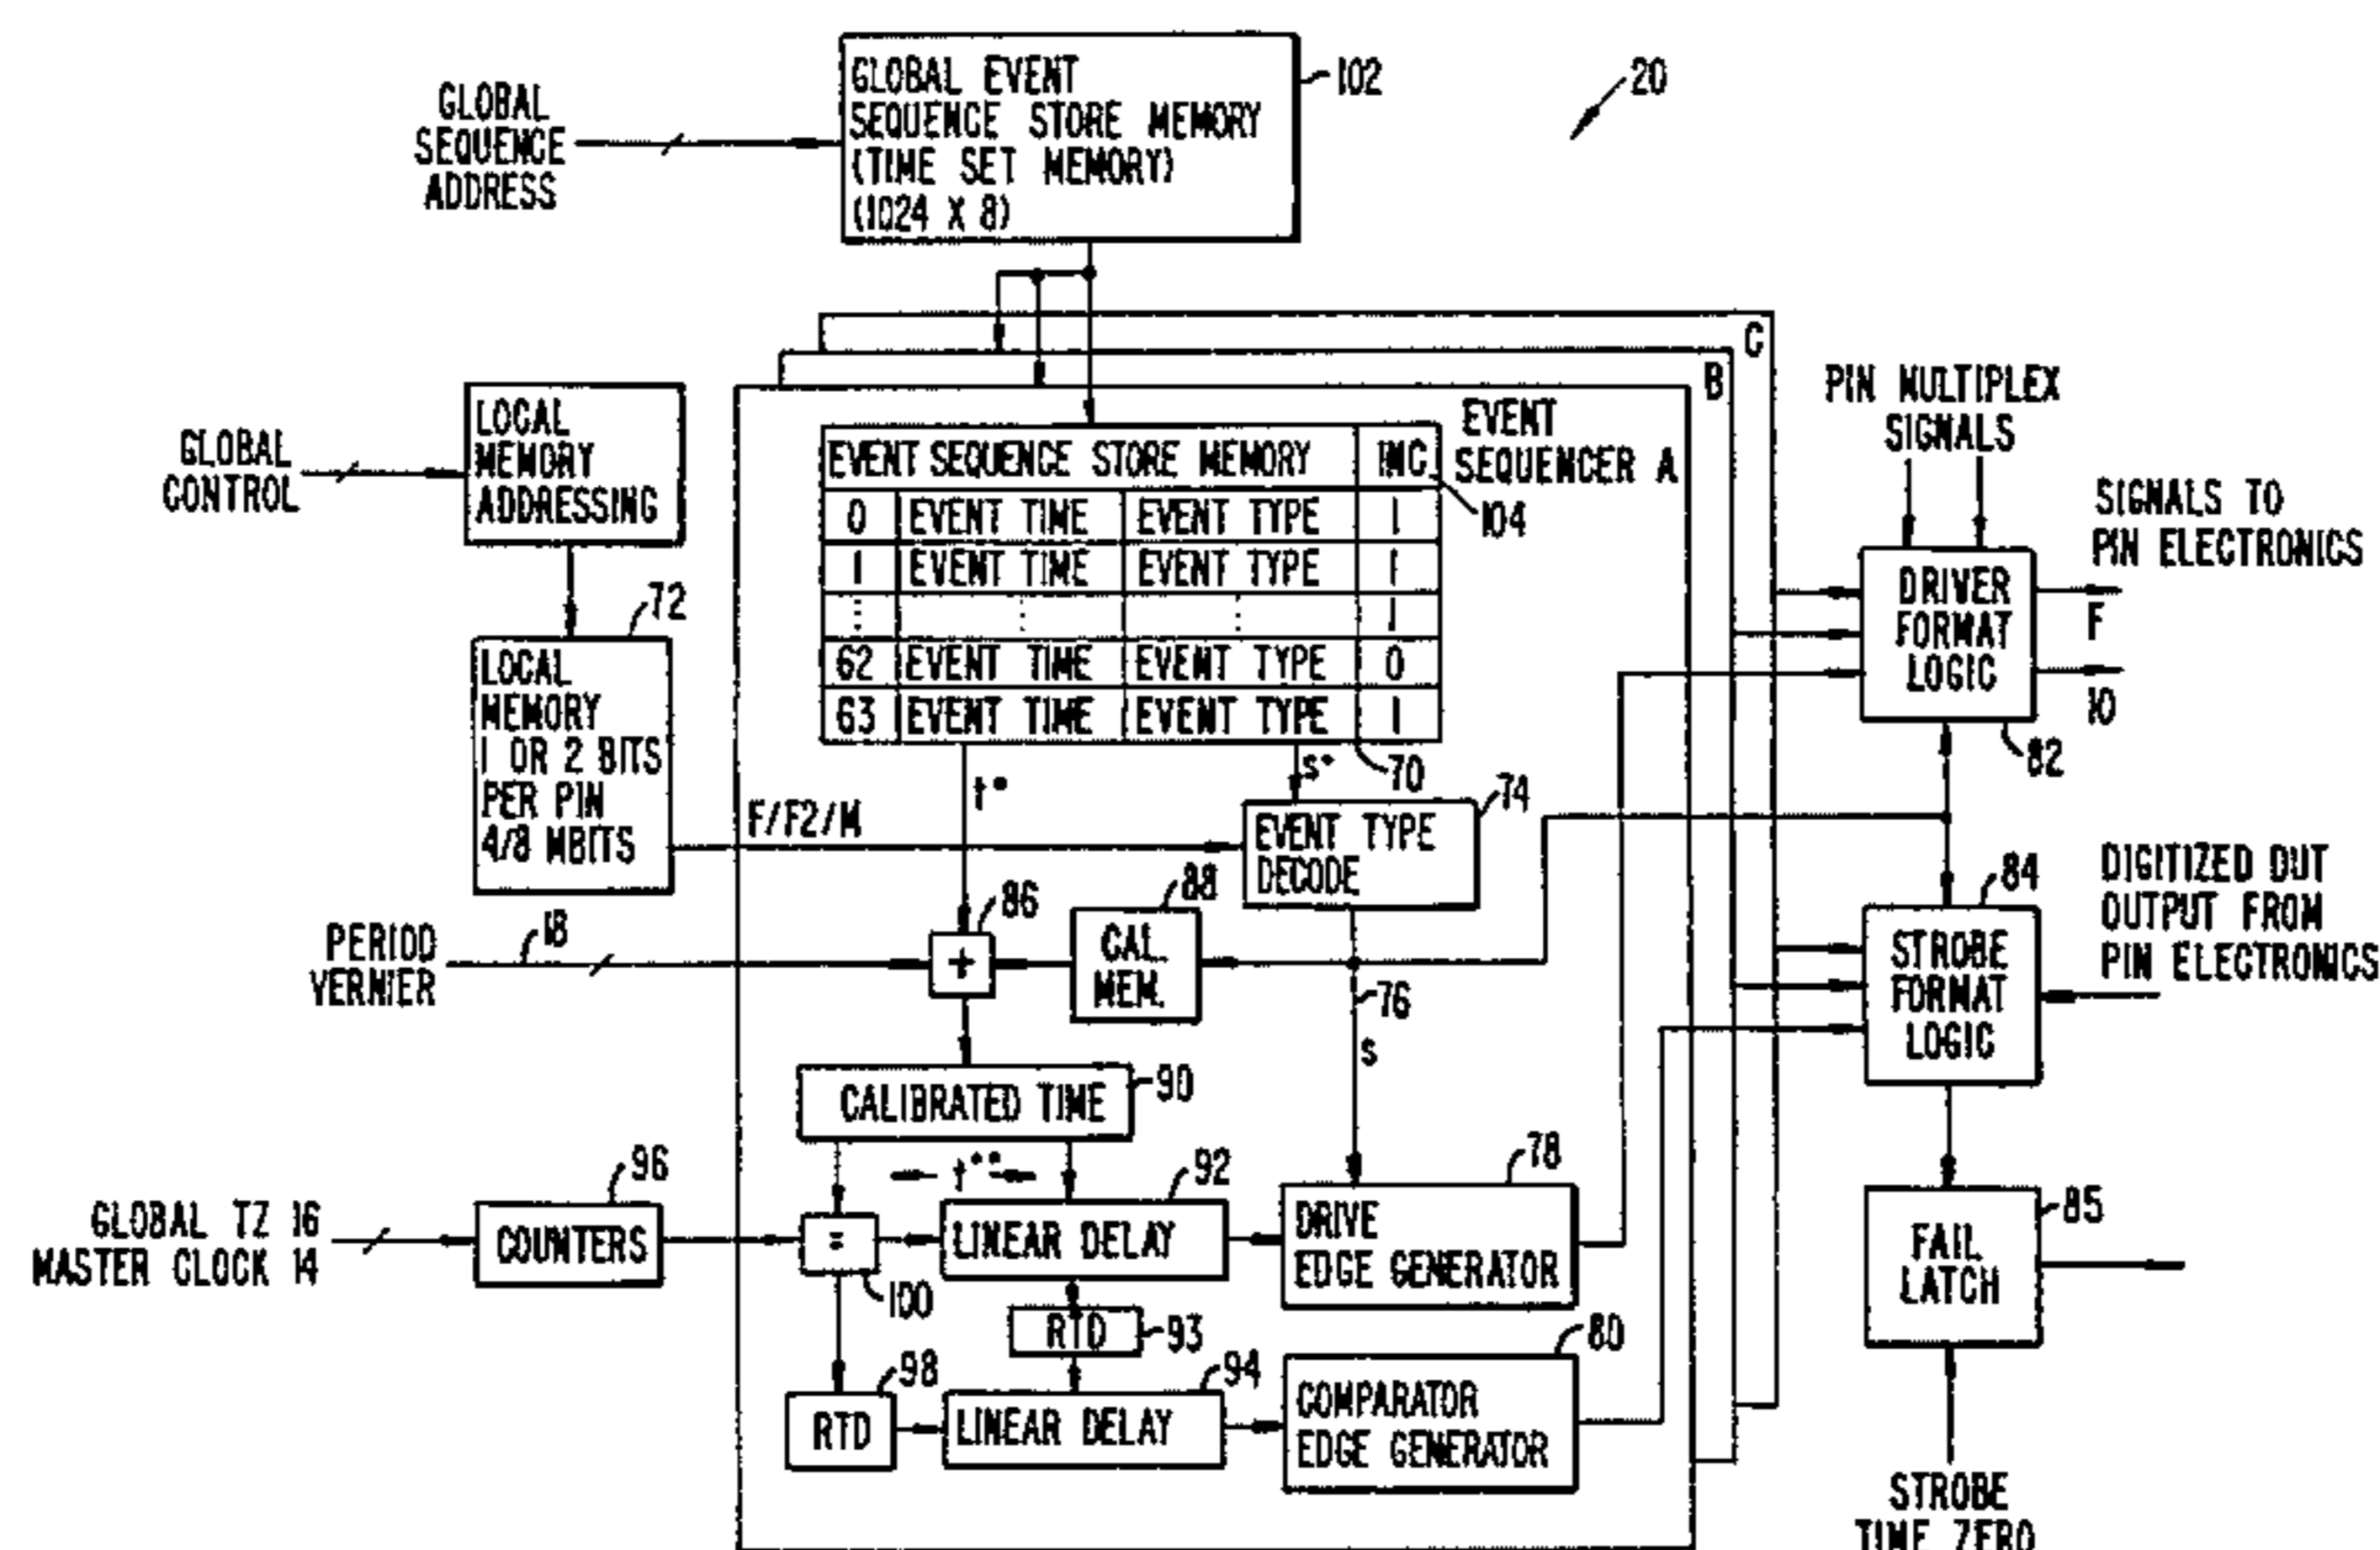 GLOBAL EVENT
SEQUENCE STORE MEMORY
(TIME SET MEMORY)
(1024 X 8)
102
20
GLOBAL
SEQUENCE
ADDRESS
C
B
PIN MULTIPLEX
SIGNALS
LOCAL
MEMORY
ADDRESSING
GLOBAL
CONTROL
EVENT
SEQUENCER A
EVENT SEQUENCE STORE MEMORY INC.
104
0 EVENT TIME EVENT TYPE 1
1 EVENT TIME EVENT TYPE 1
⋮ ⋮ ⋮ 1
62 EVENT TIME EVENT TYPE 0
63 EVENT TIME EVENT TYPE 1
SIGNALS TO
PIN ELECTRONICS
DRIVER
FORMAT
LOGIC
F
IO
82
72
LOCAL
MEMORY
1 OR 2 BITS
PER PIN
4/8 MBITS
t*
S*
70
74
F/F2/M
EVENT TYPE
DECODE
86
88
CAL.
MEM.
84
DIGITIZED DUT
OUTPUT FROM
PIN ELECTRONICS
STROBE
FORMAT
LOGIC
PERIOD
VERNIER
18
+
76
S
CALIBRATED TIME
90
t**
96
92
78
85
GLOBAL TZ 16
MASTER CLOCK 14
COUNTERS
=
100
LINEAR DELAY
DRIVE
EDGE GENERATOR
FAIL
LATCH
RTD
93
98
94
80
RTD
LINEAR DELAY
COMPARATOR
EDGE GENERATOR
STROBE
TIME ZERO